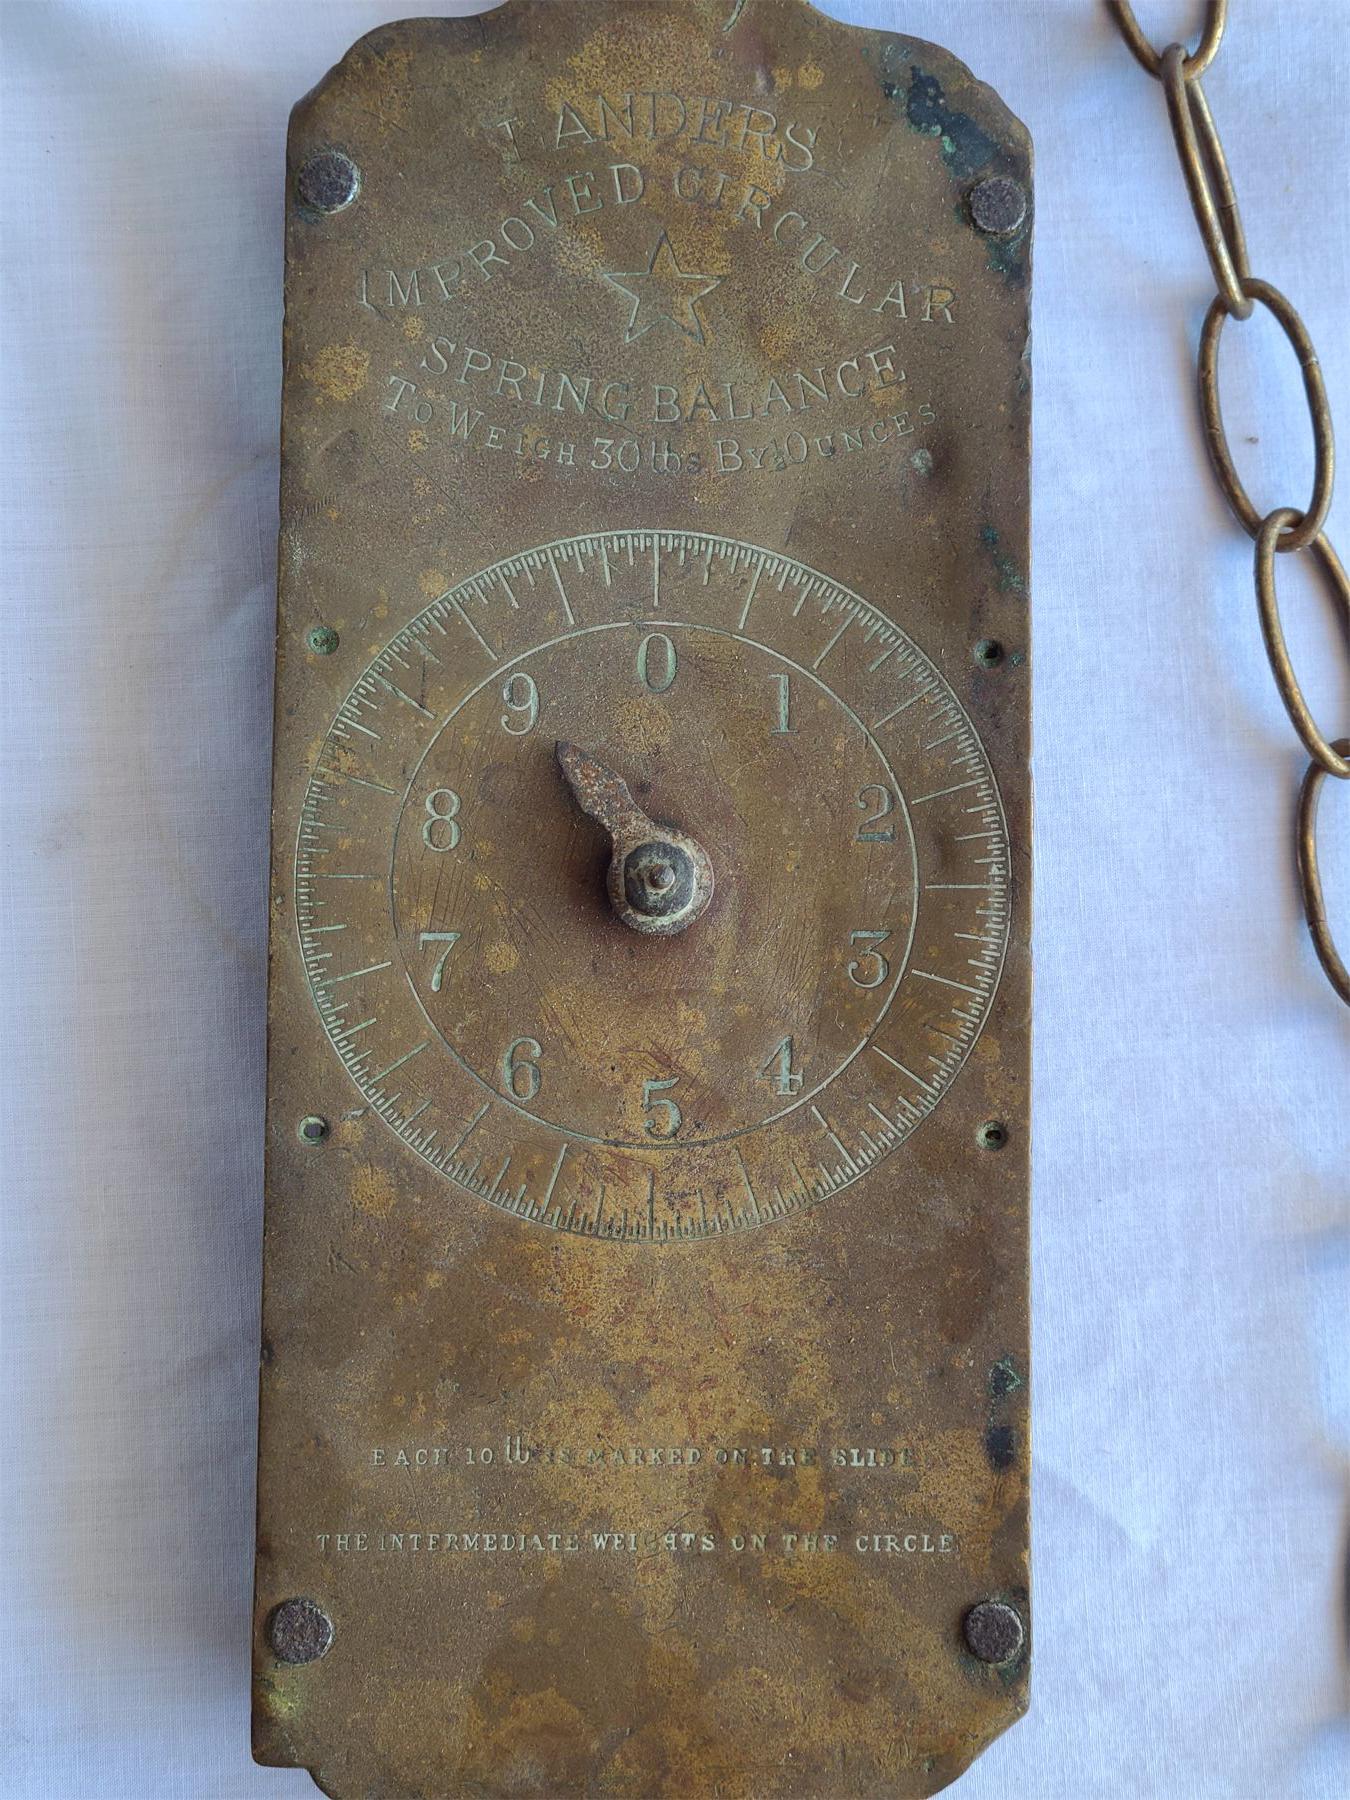 LANDERS
IMPROVED CIRCULAR
SPRING BALANCE
To Weigh 30 lbs By ½ Ounces
0
1
2
3
4
5
6
7
8
9
EACH 10 lb IS MARKED ON THE SLIDE
THE INTERMEDIATE WEIGHTS ON THE CIRCLE